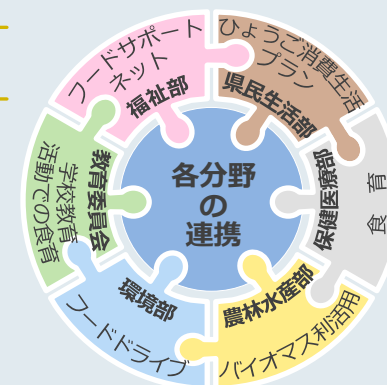 各分野
の
連携
ひょうご消費生活
プラン
県民生活部
食育
保健医療部
バイオマス利活用
農林水産部
フードドライブ
環境部
学校教育
活動での食育
教育委員会
フードサポート
ネット
福祉部